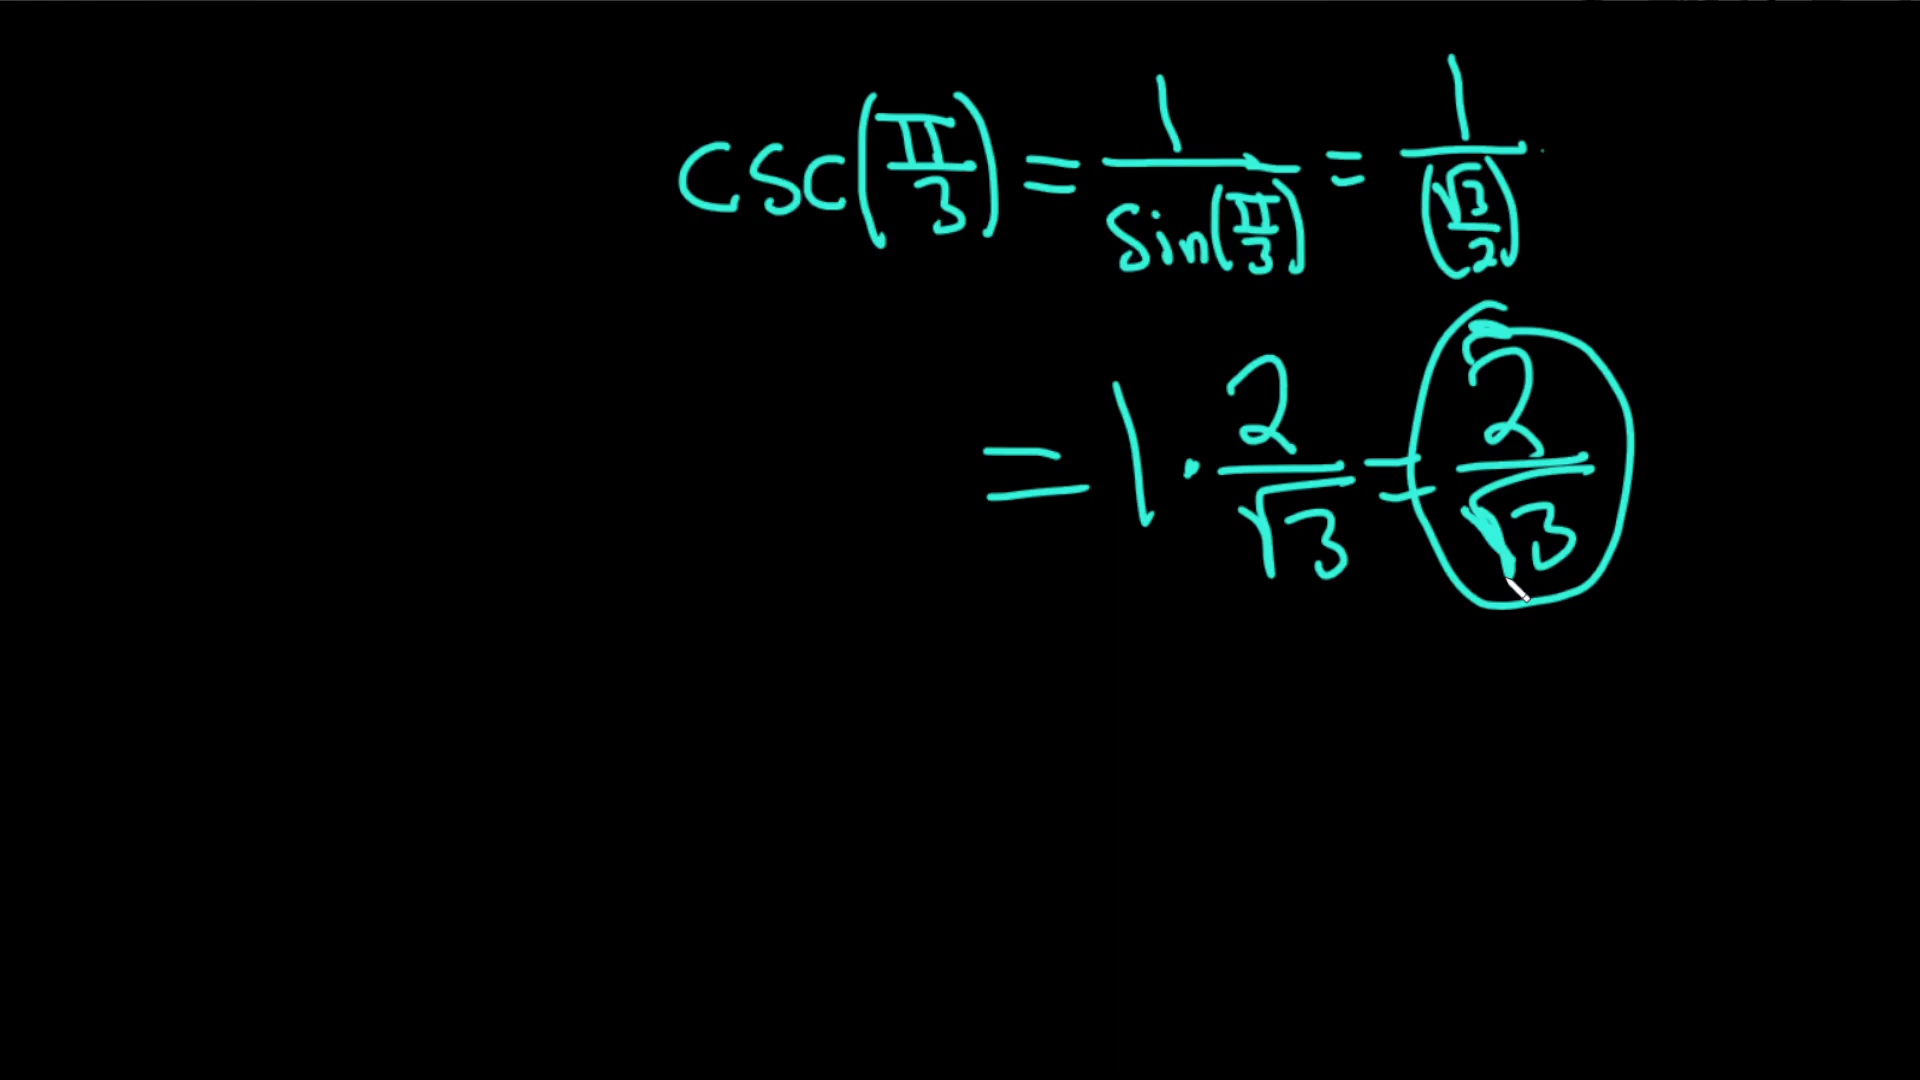 csc(π/3) = 1/sin(π/3) = 1/(√3/2)
= 1 · 2/√3 = 2/√3